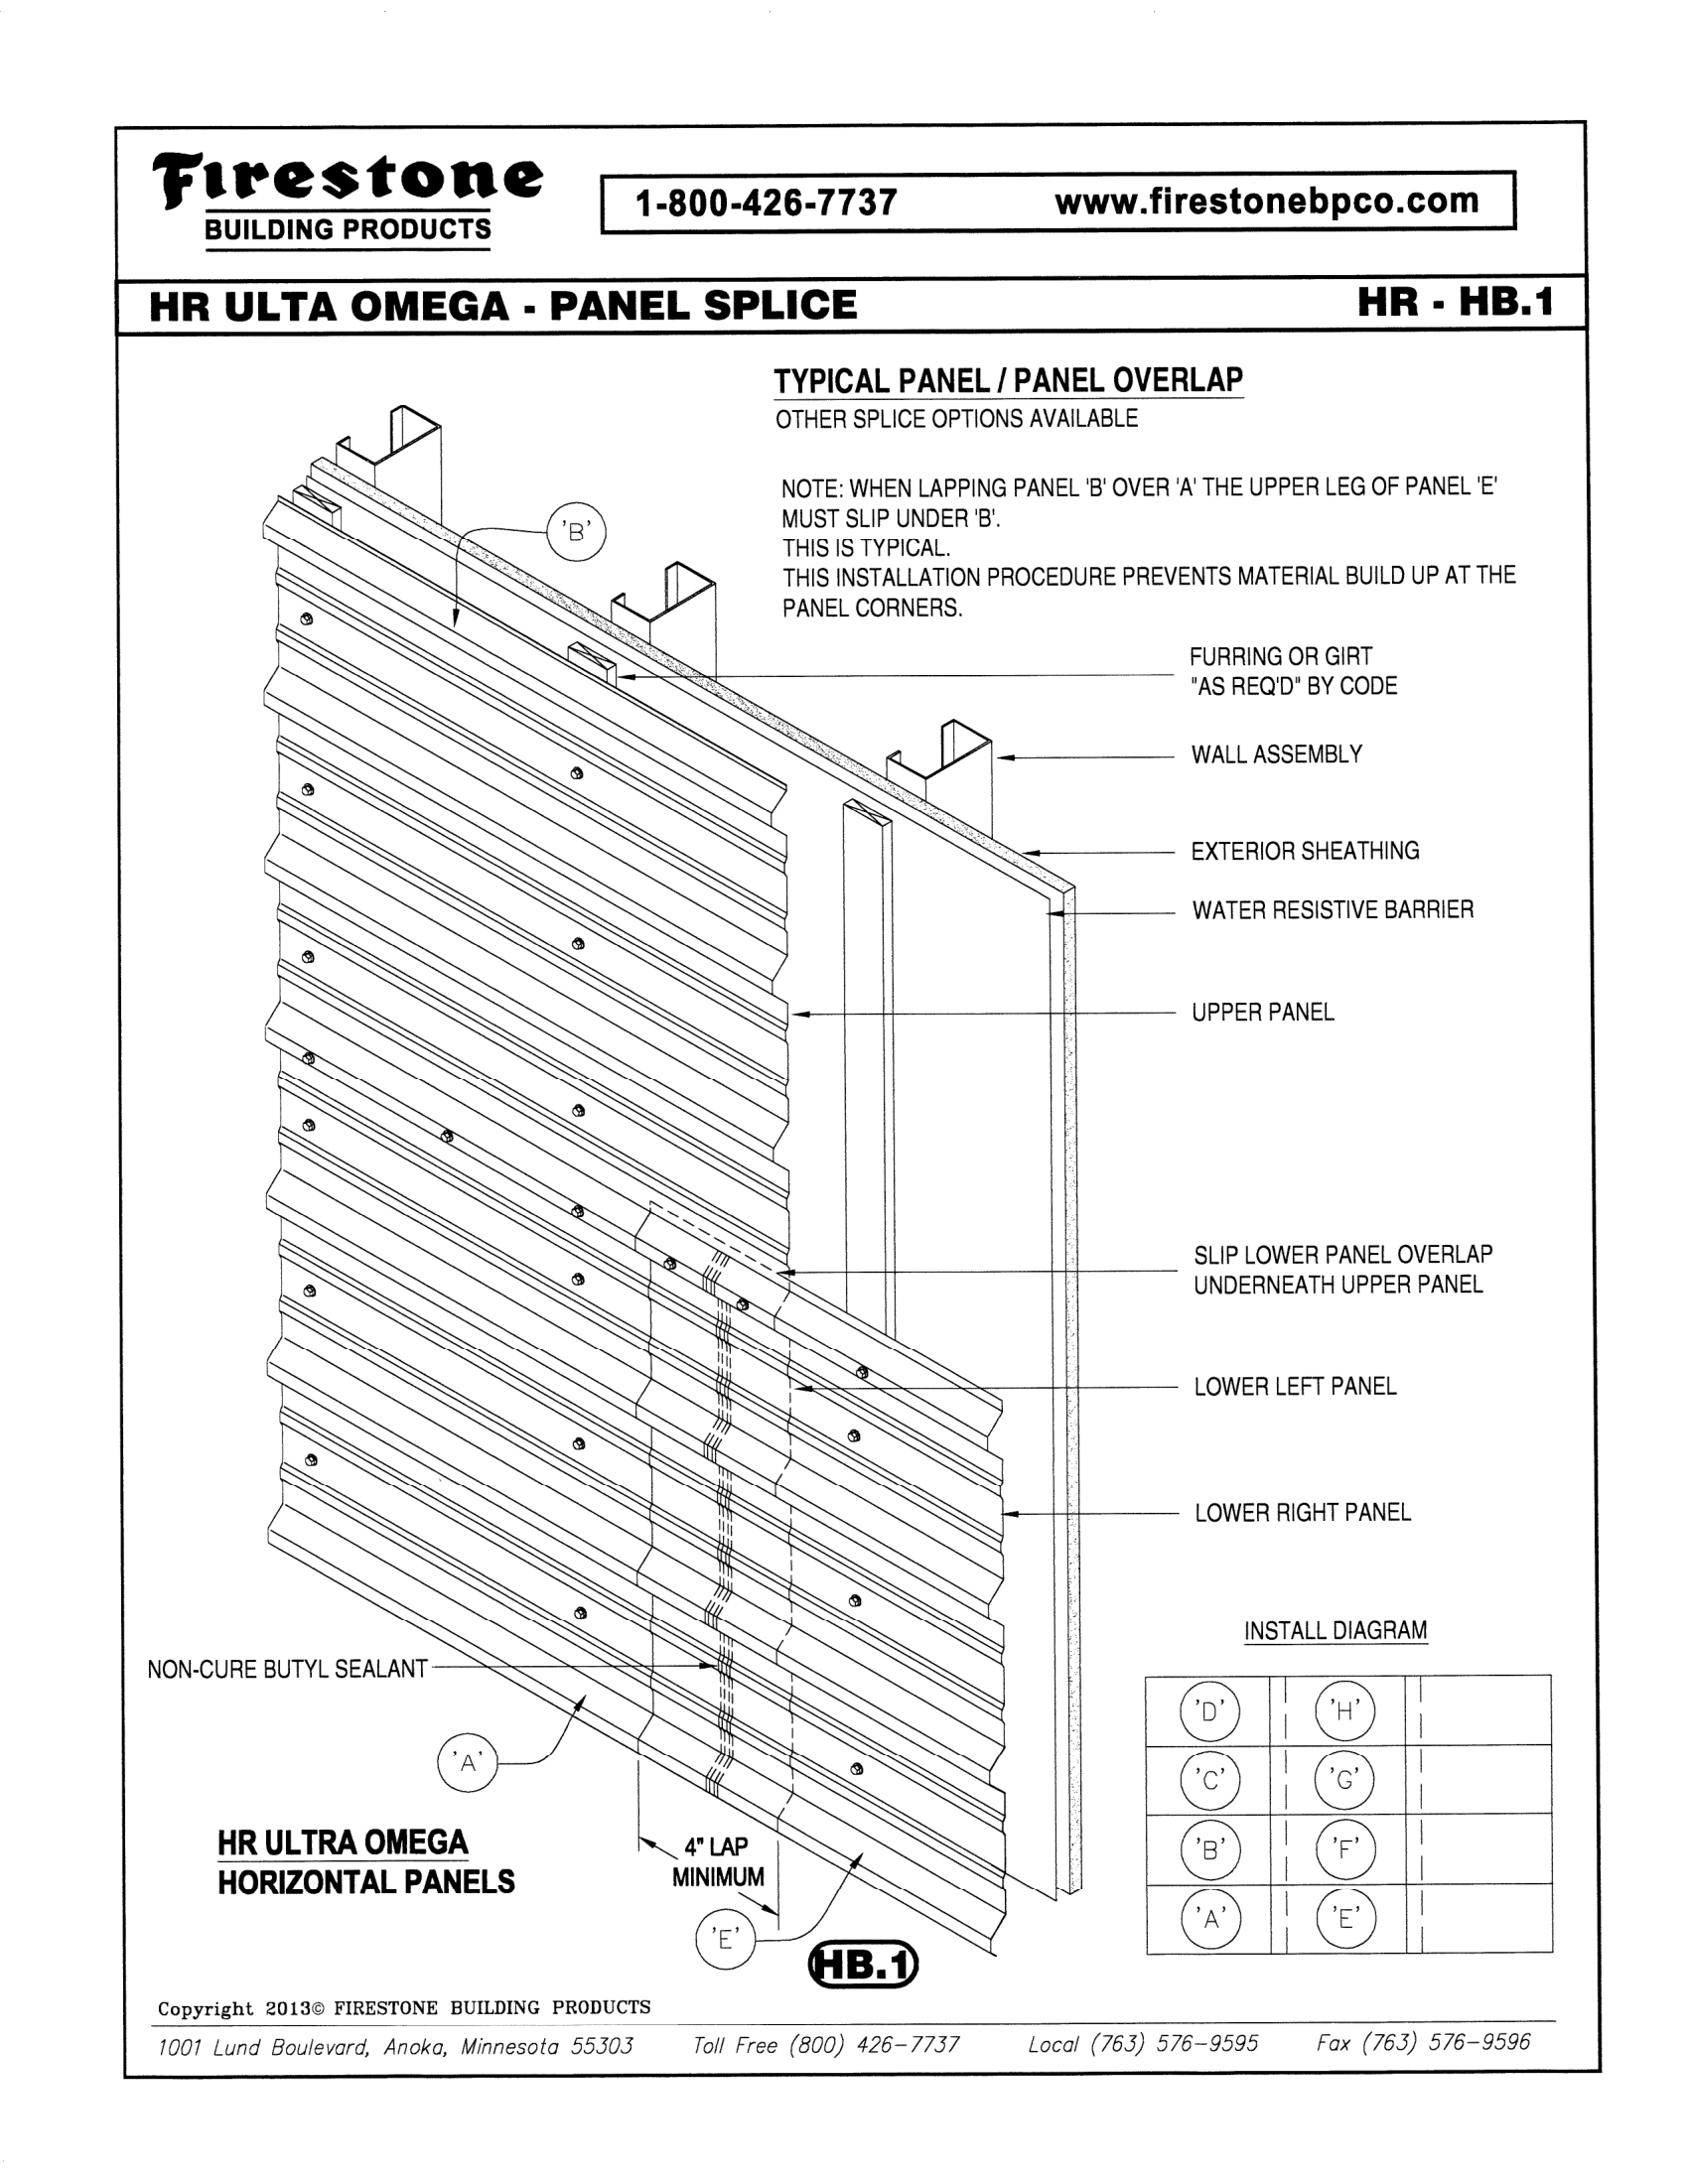 Firestone
BUILDING PRODUCTS
1-800-426-7737 www.firestonebpco.com
HR ULTA OMEGA - PANEL SPLICE HR - HB.1
TYPICAL PANEL / PANEL OVERLAP
OTHER SPLICE OPTIONS AVAILABLE
NOTE: WHEN LAPPING PANEL 'B' OVER 'A' THE UPPER LEG OF PANEL 'E'
MUST SLIP UNDER 'B'.
THIS IS TYPICAL.
THIS INSTALLATION PROCEDURE PREVENTS MATERIAL BUILD UP AT THE
PANEL CORNERS.
'B'
FURRING OR GIRT
"AS REQ'D" BY CODE
WALL ASSEMBLY
EXTERIOR SHEATHING
WATER RESISTIVE BARRIER
UPPER PANEL
SLIP LOWER PANEL OVERLAP
UNDERNEATH UPPER PANEL
LOWER LEFT PANEL
LOWER RIGHT PANEL
NON-CURE BUTYL SEALANT
'A'
4" LAP
MINIMUM
'E'
HR ULTRA OMEGA
HORIZONTAL PANELS
INSTALL DIAGRAM
'D' 'H'
'C' 'G'
'B' 'F'
'A' 'E'
HB.1
Copyright 2013© FIRESTONE BUILDING PRODUCTS
1001 Lund Boulevard, Anoka, Minnesota 55303 Toll Free (800) 426-7737 Local (763) 576-9595 Fax (763) 576-9596